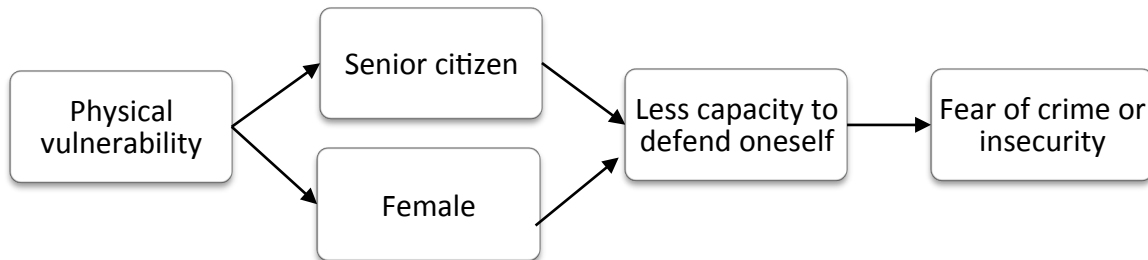 Physical
vulnerability
Senior citizen
Female
Less capacity to
defend oneself
Fear of crime or
insecurity